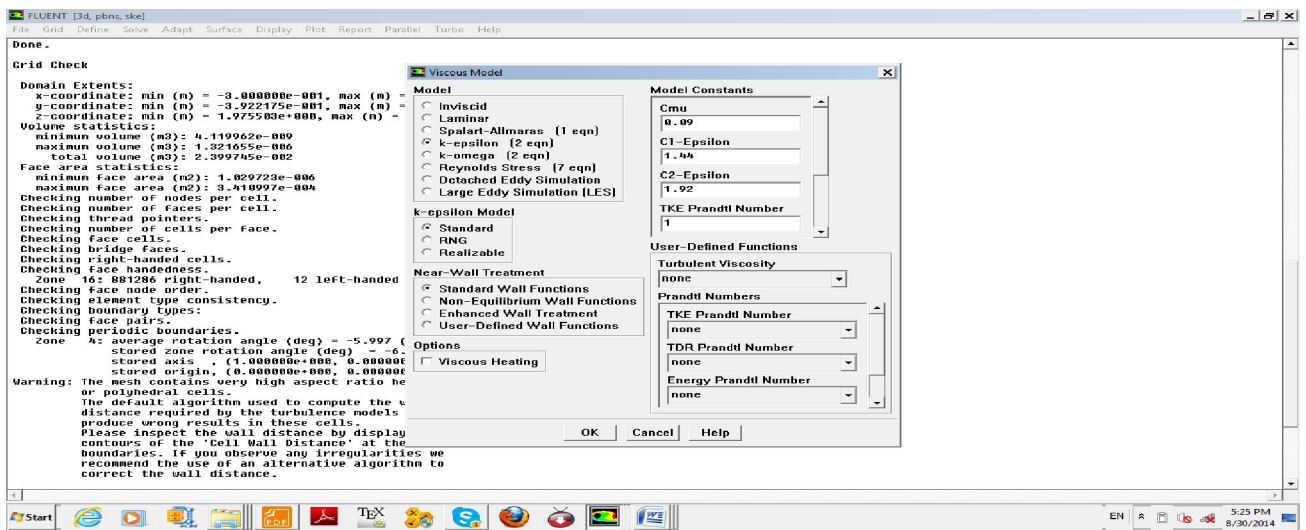 FLUENT [3d, pbns, ske]
File Grid Define Solve Adapt Surface Display Plot Report Parallel Turbo Help
Done.
Grid Check
Domain Extents:
x-coordinate: min (m) = -3.000000e-001, max (m) =
y-coordinate: min (m) = -3.922175e-001, max (m) =
z-coordinate: min (m) = 1.975503e+000, max (m) =
Volume statistics:
minimum volume (m3): 4.119962e-009
maximum volume (m3): 1.321655e-006
total volume (m3): 2.399745e-002
Face area statistics:
minimum face area (m2): 1.029723e-006
maximum face area (m2): 3.410997e-004
Checking number of nodes per cell.
Checking number of faces per cell.
Checking thread pointers.
Checking number of cells per face.
Checking face cells.
Checking bridge faces.
Checking right-handed cells.
Checking face handedness.
Zone 16: 881286 right-handed, 12 left-handed
Checking face node order.
Checking element type consistency.
Checking boundary types:
Checking face pairs.
Checking periodic boundaries.
Zone 4: average rotation angle (deg) = -5.997 (
stored zone rotation angle (deg) = -6.
stored axis , (1.000000e+000, 0.00000e
stored origin, (0.000000e+000, 0.00000e
Warning: The mesh contains very high aspect ratio he
or polyhedral cells.
The default algorithm used to compute the
distance required by the turbulence models
produce wrong results in these cells.
Please inspect the wall distance by display
contours of the 'Cell Wall Distance' at the
boundaries. If you observe any irregularities we
recommend the use of an alternative algorithm to
correct the wall distance.
Viscous Model
Model
Inviscid
Laminar
Spalart-Allmaras (1 eqn)
k-epsilon (2 eqn)
k-omega (2 eqn)
Reynolds Stress (7 eqn)
Detached Eddy Simulation
Large Eddy Simulation (LES)
k-epsilon Model
Standard
RNG
Realizable
Near-Wall Treatment
Standard Wall Functions
Non-Equilibrium Wall Functions
Enhanced Wall Treatment
User-Defined Wall Functions
Options
Viscous Heating
Model Constants
Cmu
0.09
C1-Epsilon
1.44
C2-Epsilon
1.92
TKE Prandtl Number
1
User-Defined Functions
Turbulent Viscosity
none
Prandtl Numbers
TKE Prandtl Number
none
TDR Prandtl Number
none
Energy Prandtl Number
none
OK Cancel Help
Start
PDF
TEX
EN
5:25 PM
8/30/2014